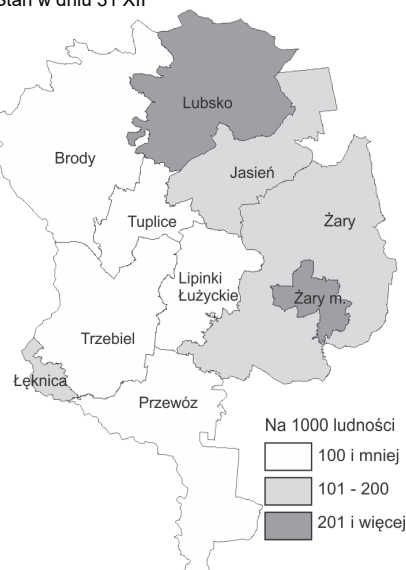 Stan w dniu 31 XII
Lubsko
Brody
Jasień
Tuplice
Żary
Lipinki
Łużyckie
Żary m.
Trzebiel
Łęknica
Przewóz
Na 1000 ludności
100 i mniej
101 - 200
201 i więcej